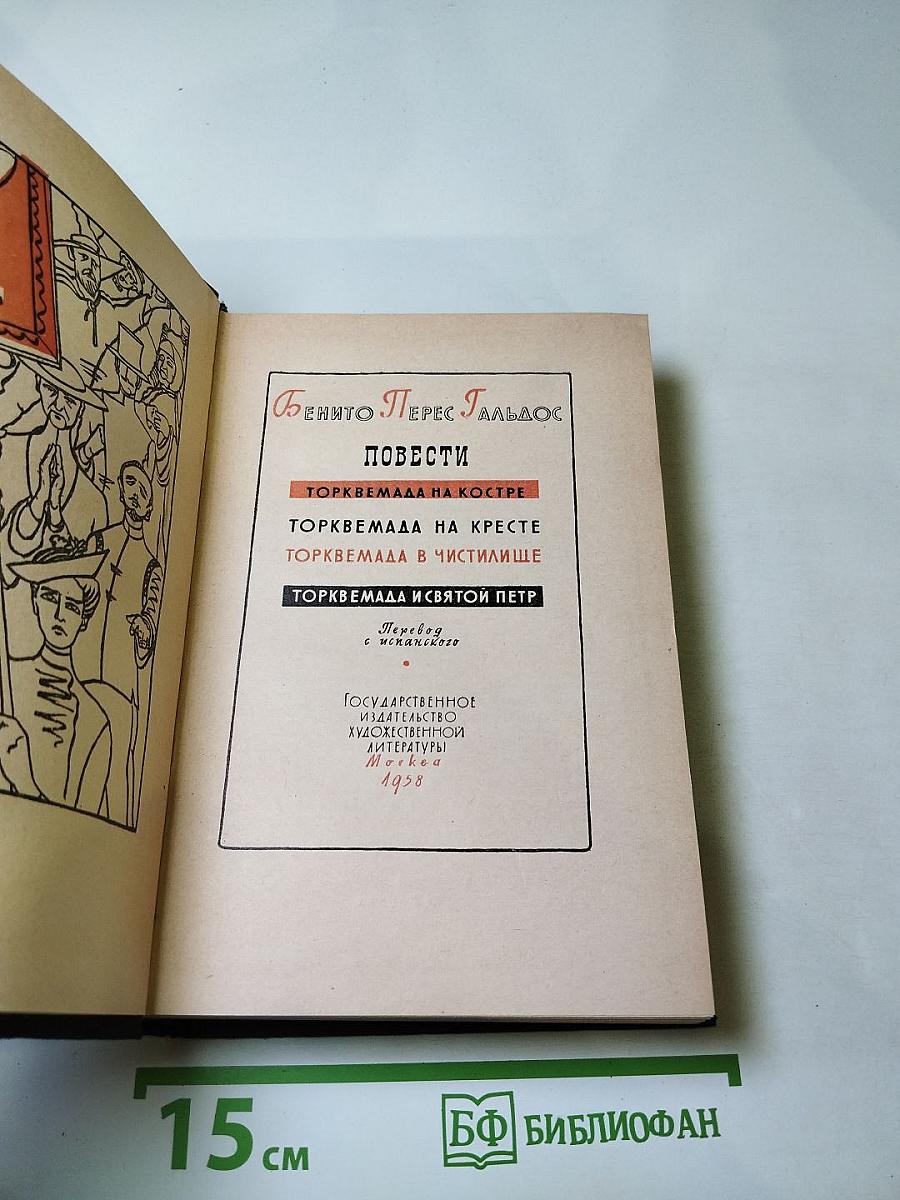 Бенито Перес Гальдос
ПОВЕСТИ
ТОРКВЕМАДА НА КОСТРЕ
ТОРКВЕМАДА НА КРЕСТЕ
ТОРКВЕМАДА В ЧИСТИЛИЩЕ
ТОРКВЕМАДА И СВЯТОЙ ПЕТР
Перевод
с испанского
Государственное
издательство
художественной
литературы
Москва
1958
15 см
БФ БИБЛИОФАН